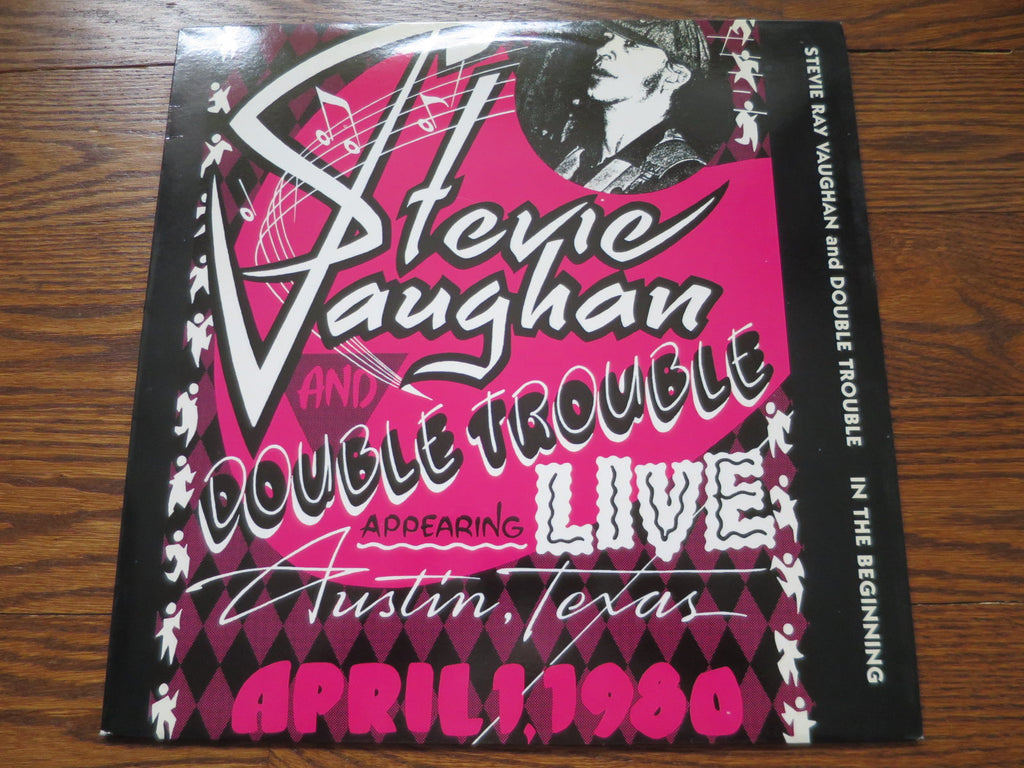 Stevie
Vaughan
AND
DOUBLE TROUBLE
APPEARING LIVE
Austin, Texas
APRIL 1, 1980
STEVIE RAY VAUGHAN and DOUBLE TROUBLE IN THE BEGINNING